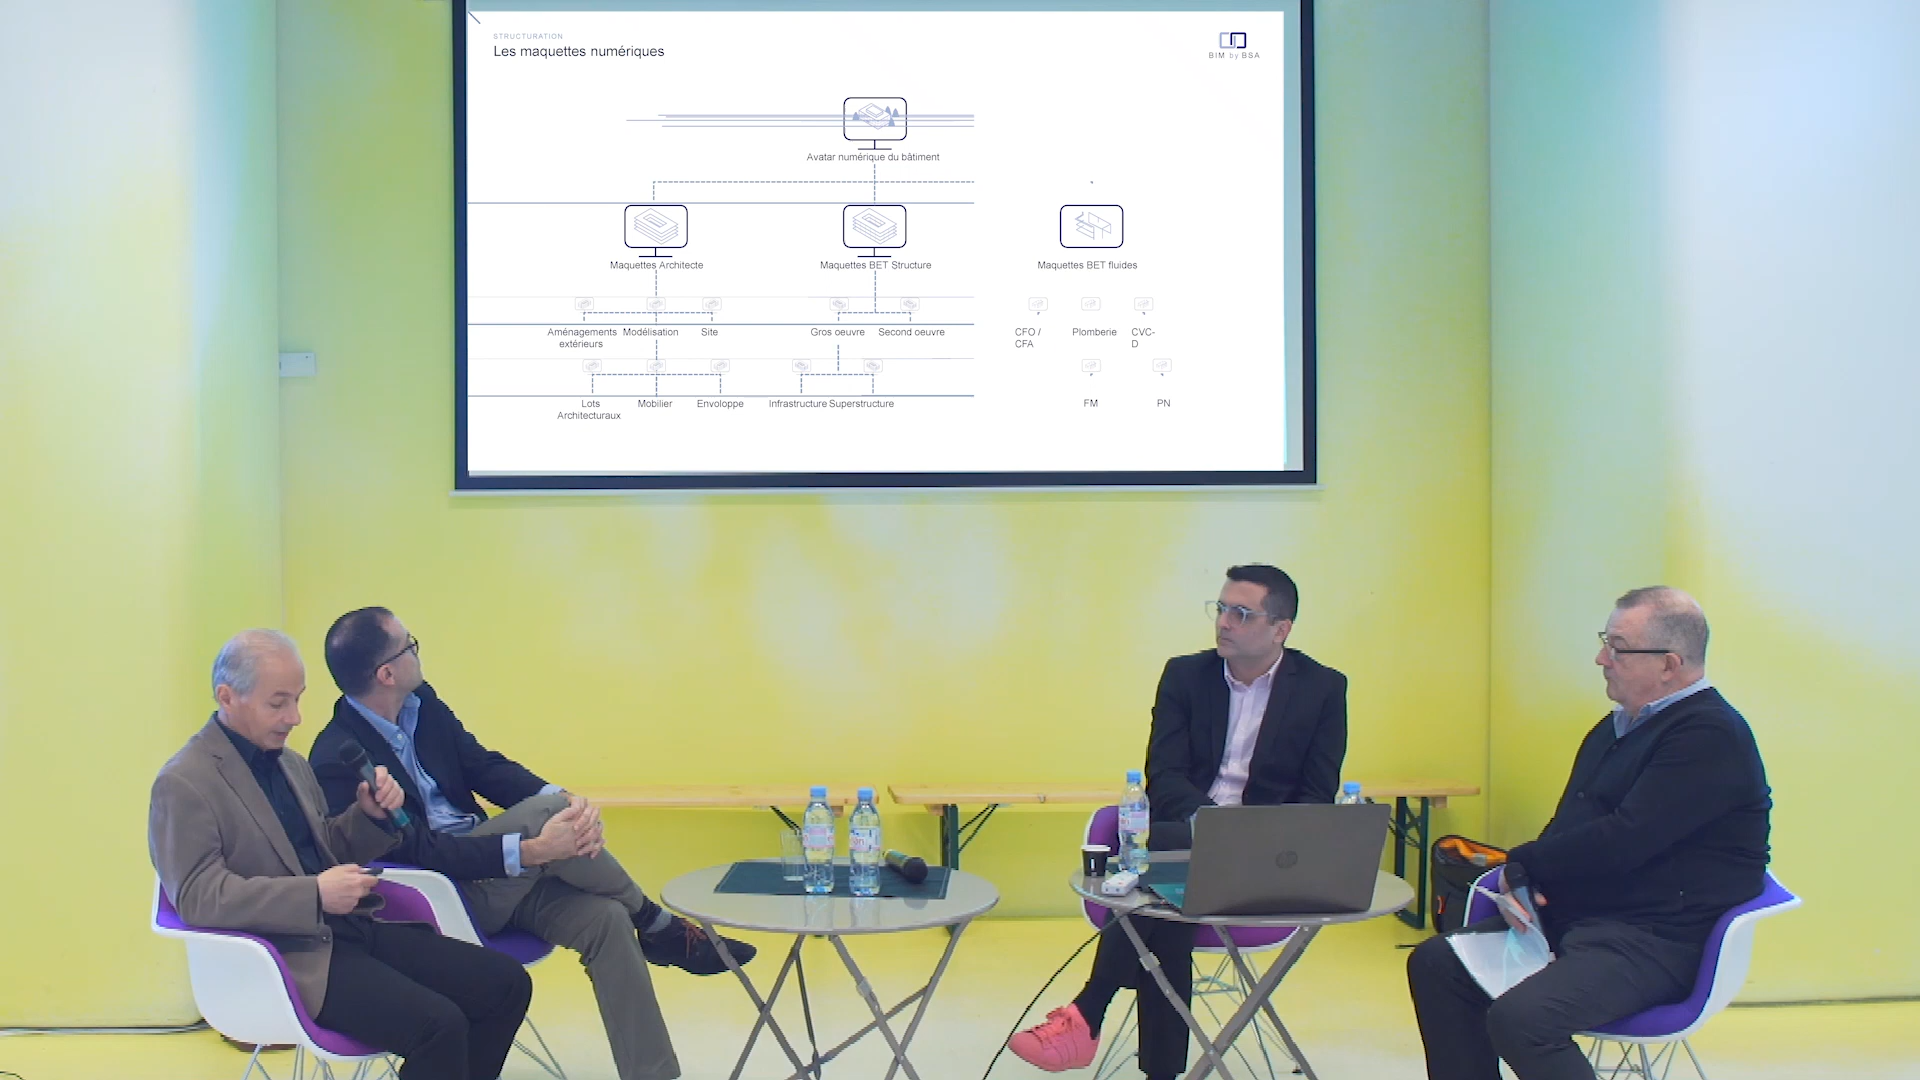 STRUCTURATION
Les maquettes numériques
BIM by BSA
Avatar numérique du bâtiment
Maquettes Architecte
Maquettes BET Structure
Maquettes BET fluides
Aménagements
extérieurs
Modélisation
Site
Gros oeuvre
Second oeuvre
CFO /
CFA
Plomberie
CVC-
D
Lots
Architecturaux
Mobilier
Enveloppe
Infrastructure
Superstructure
FM
PN
hp